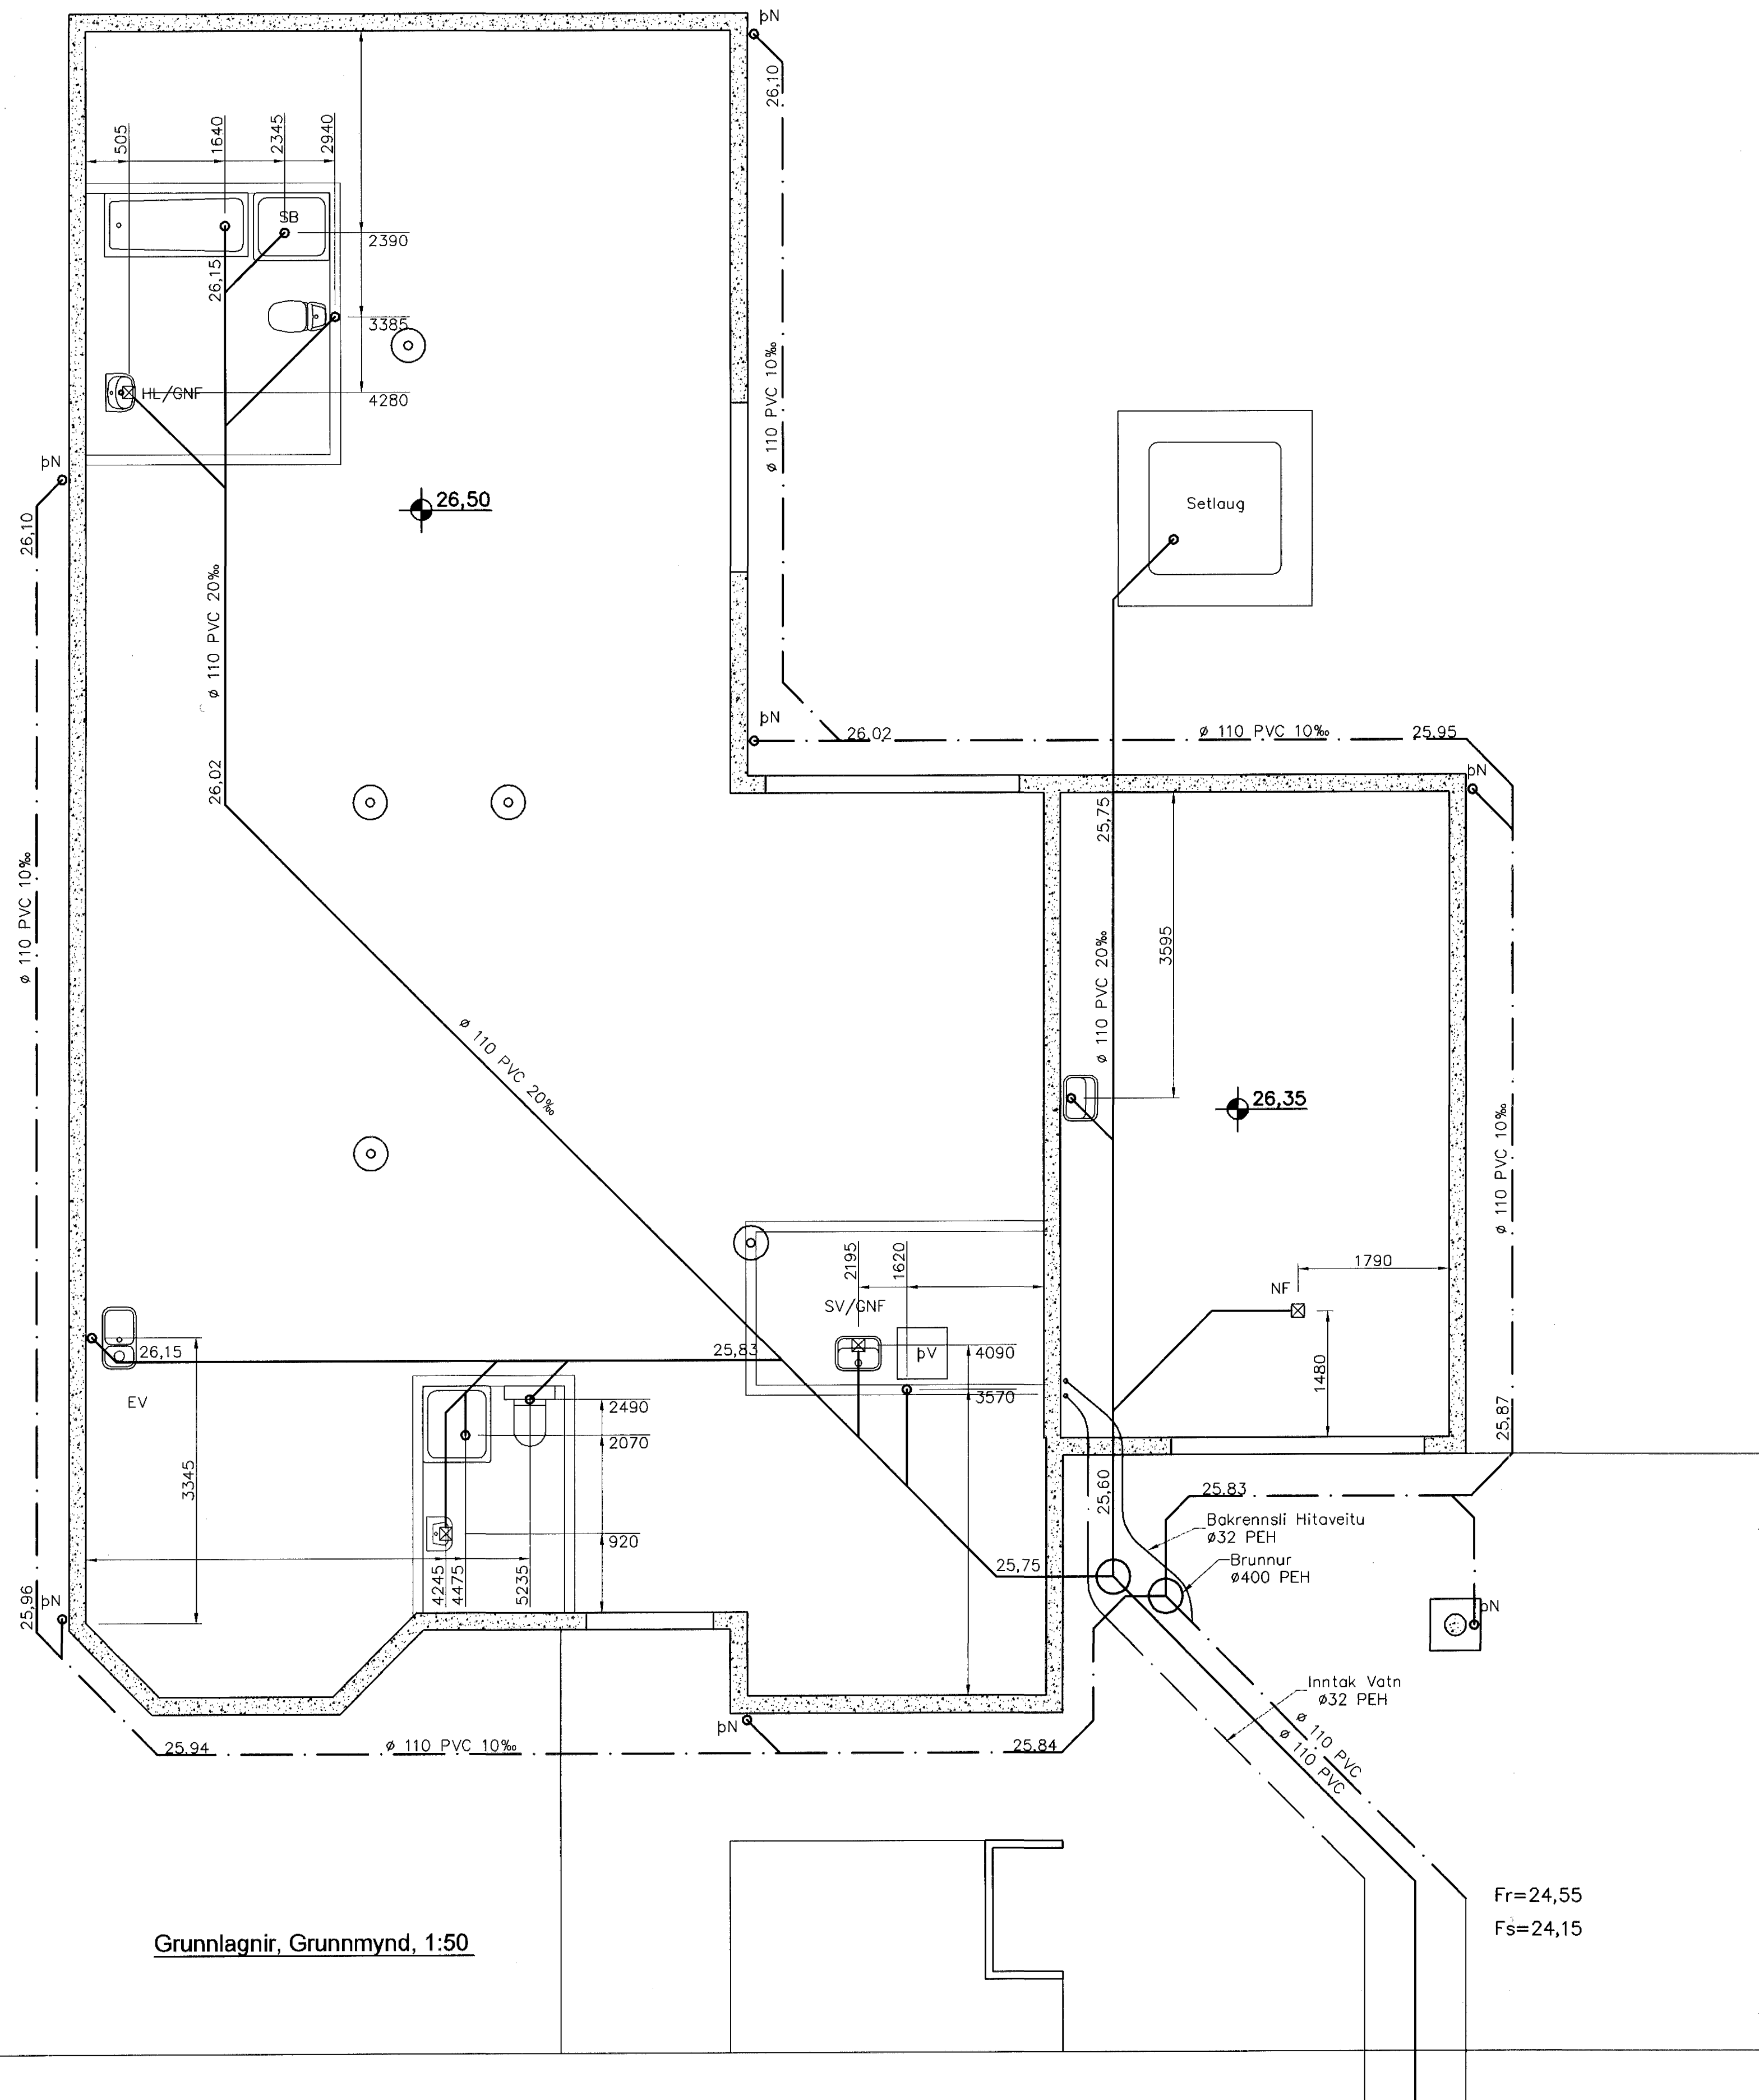 þN
26,10
505
1640
2345
2940
SB
2390
26,15
3385
HL/GNF
4280
ø 110 PVC 10‰
þN
26,10
26,50
Setlaug
ø 110 PVC 20‰
þN
26,02
ø 110 PVC 10‰
25,95
þN
26,02
25,75
ø 110 PVC 10‰
3595
ø 110 PVC 20‰
ø 110 PVC 20‰
26,35
ø 110 PVC 10‰
2195
1620
1790
NF
SV/GNF
26,15
25,83
þV
4090
3570
1480
EV
2490
2070
25,87
3345
25,60
25,83
Bakrennsli Hitaveitu
ø32 PEH
920
Brunnur
ø400 PEH
25,75
4245
4475
5235
25,96
þN
þN
Inntak Vatn
ø32 PEH
þN
25,94
ø 110 PVC 10‰
25,84
ø 110 PVC
ø 110 PVC
Fr=24,55
Fs=24,15
Grunnlagnir, Grunnmynd, 1:50